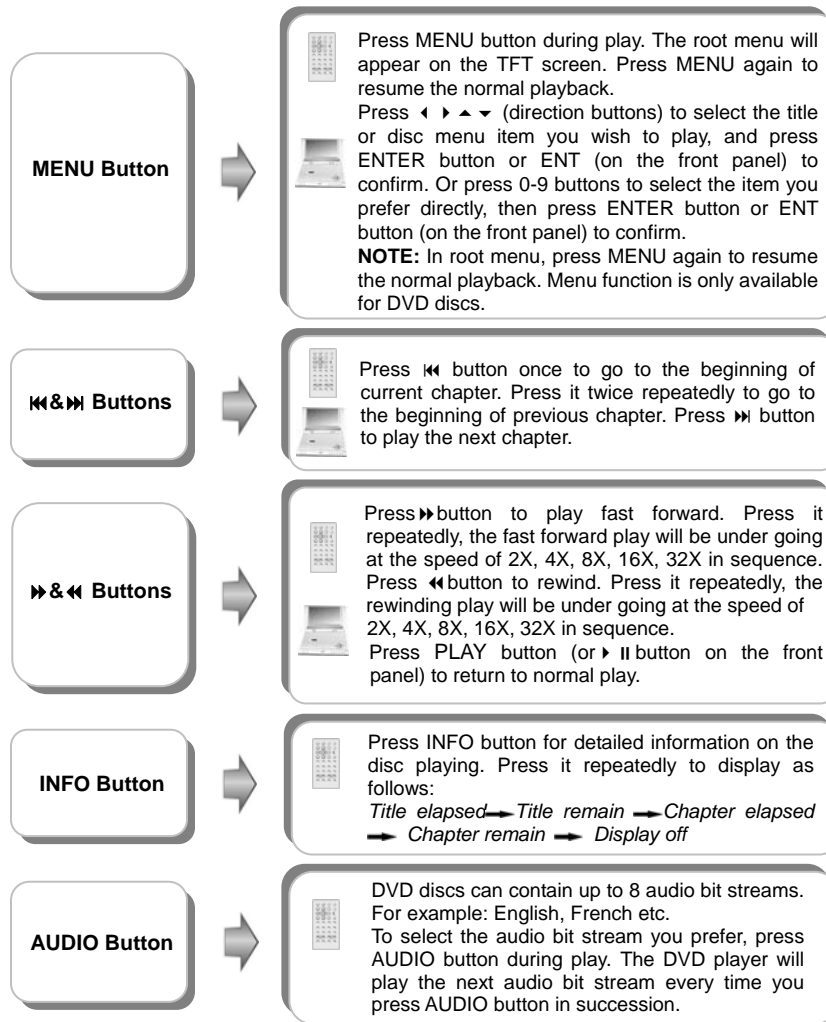 MENU Button
Press MENU button during play. The root menu will
appear on the TFT screen. Press MENU again to
resume the normal playback.
Press ◂ ▸ ▴ ▾ (direction buttons) to select the title
or disc menu item you wish to play, and press
ENTER button or ENT (on the front panel) to
confirm. Or press 0-9 buttons to select the item you
prefer directly, then press ENTER button or ENT
button (on the front panel) to confirm.
NOTE: In root menu, press MENU again to resume
the normal playback. Menu function is only available
for DVD discs.
⏮&⏭ Buttons
Press ⏮ button once to go to the beginning of
current chapter. Press it twice repeatedly to go to
the beginning of previous chapter. Press ⏭ button
to play the next chapter.
⏩&⏪ Buttons
Press⏩button to play fast forward. Press it
repeatedly, the fast forward play will be under going
at the speed of 2X, 4X, 8X, 16X, 32X in sequence.
Press ⏪button to rewind. Press it repeatedly, the
rewinding play will be under going at the speed of
2X, 4X, 8X, 16X, 32X in sequence.
Press PLAY button (or ▸ ⏸ button on the front
panel) to return to normal play.
INFO Button
Press INFO button for detailed information on the
disc playing. Press it repeatedly to display as
follows:
Title elapsed→Title remain →Chapter elapsed
→ Chapter remain → Display off
AUDIO Button
DVD discs can contain up to 8 audio bit streams.
For example: English, French etc.
To select the audio bit stream you prefer, press
AUDIO button during play. The DVD player will
play the next audio bit stream every time you
press AUDIO button in succession.